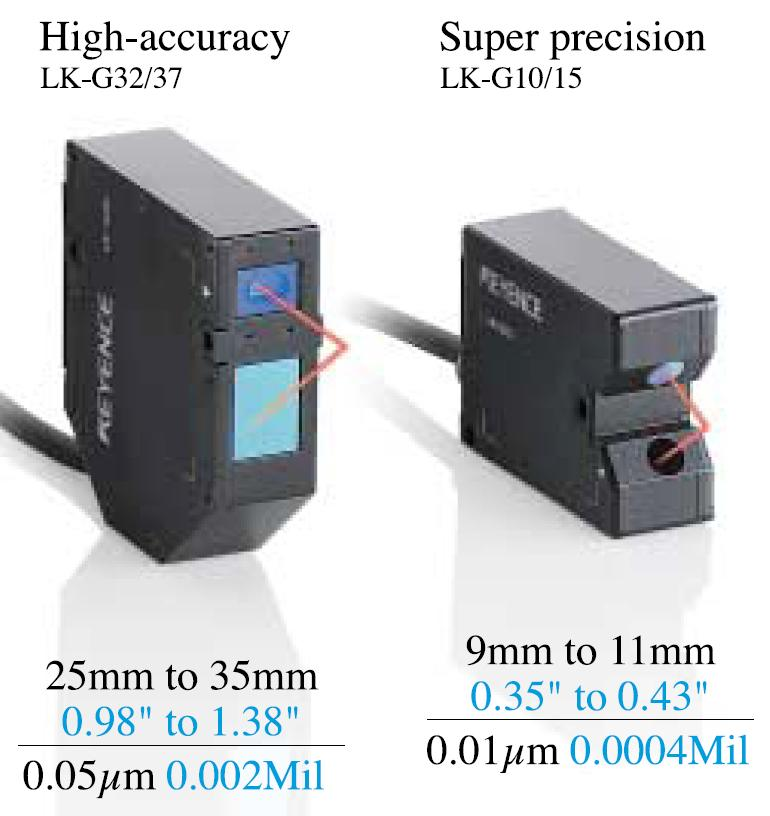 High-accuracy
LK-G32/37
KEYENCE
25mm to 35mm
0.98" to 1.38"
0.05µm 0.002Mil
Super precision
LK-G10/15
KEYENCE
9mm to 11mm
0.35" to 0.43"
0.01µm 0.0004Mil